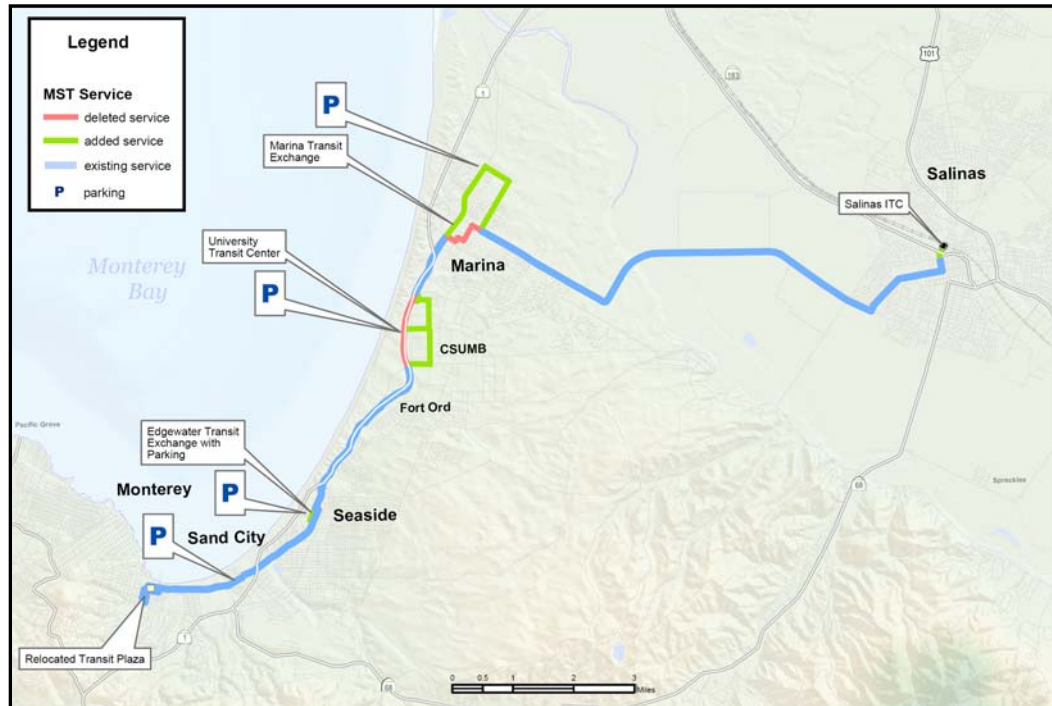 Legend
MST Service
deleted service
added service
existing service
P parking
1
101
183
P
Marina Transit
Exchange
Salinas
Salinas ITC
University
Transit Center
Marina
Monterey
Bay
P
CSUMB
Fort Ord
Pacific Grove
Edgewater Transit
Exchange with
Parking
68
Spreckles
Monterey
P
Seaside
P
Sand City
Relocated Transit Plaza
1
68
0 0.5 1 2 3
Miles